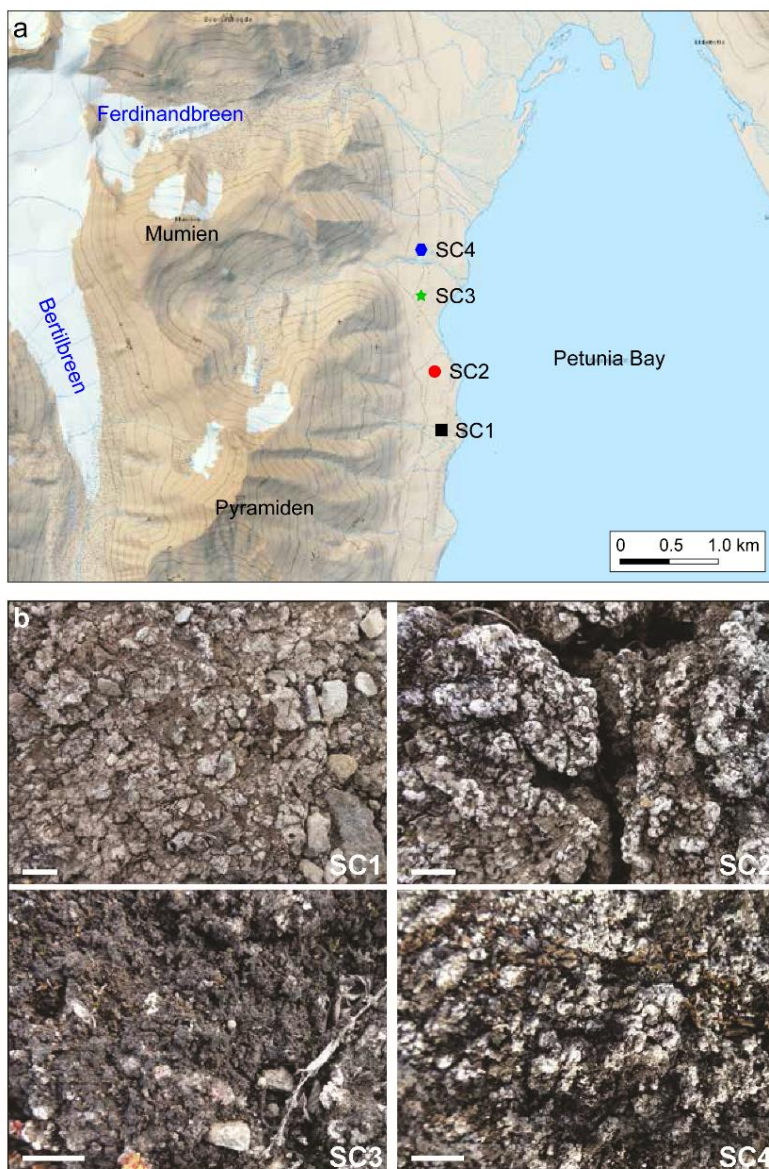 a
Ferdinandbreen
Mumien
Bertilbreen
SC4
SC3
SC2
Petunia Bay
SC1
Pyramiden
0 0.5 1.0 km
b
SC1
SC2
SC3
SC4